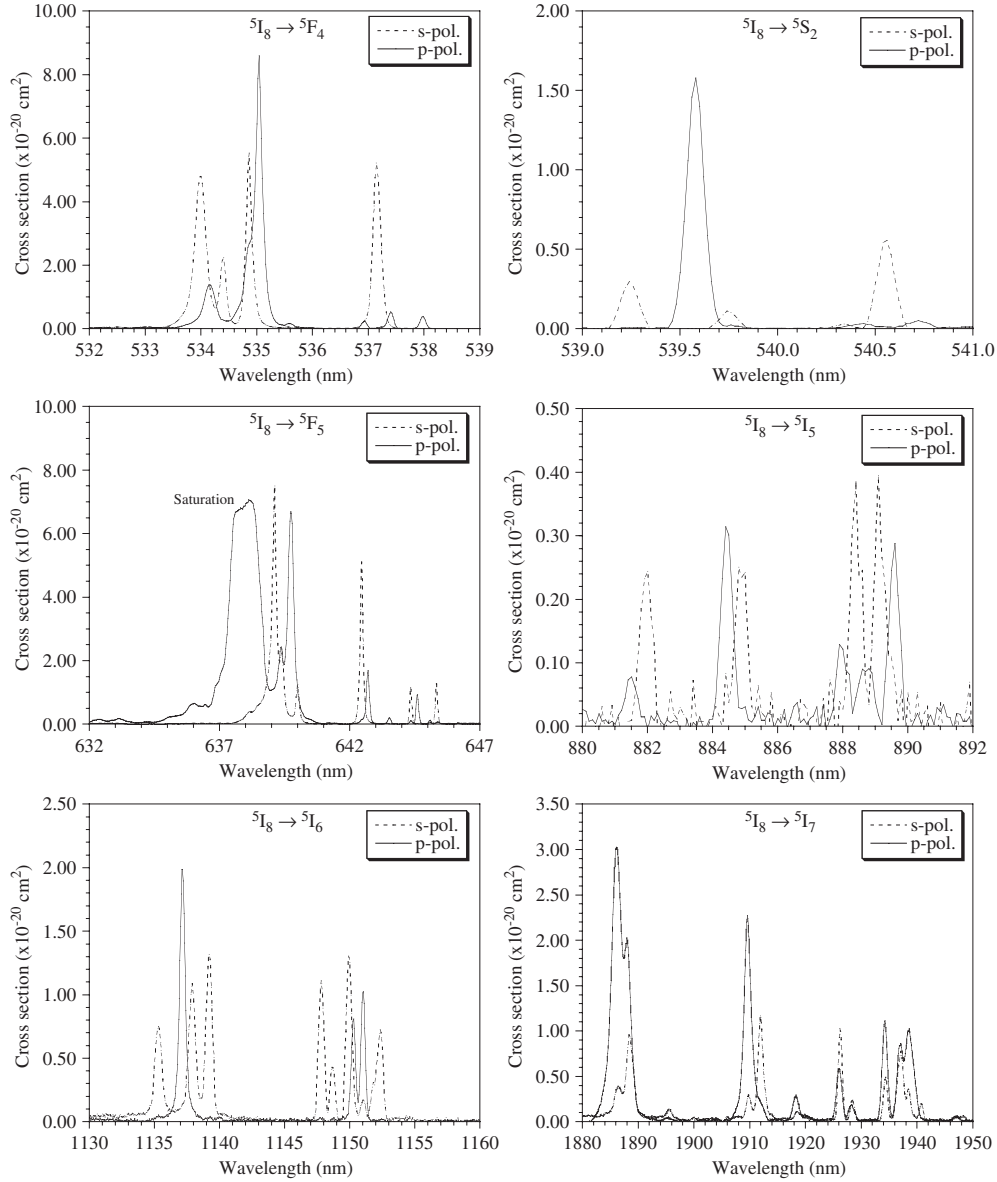 ⁵I₈ → ⁵F₄
s-pol.
p-pol.
Cross section (x10⁻²⁰ cm²)
10.00
8.00
6.00
4.00
2.00
0.00
532 533 534 535 536 537 538 539
Wavelength (nm)
⁵I₈ → ⁵S₂
s-pol.
p-pol.
Cross section (x10⁻²⁰ cm²)
2.00
1.50
1.00
0.50
0.00
539.0 539.5 540.0 540.5 541.0
Wavelength (nm)
⁵I₈ → ⁵F₅
s-pol.
p-pol.
Saturation
Cross section (x10⁻²⁰ cm²)
10.00
8.00
6.00
4.00
2.00
0.00
632 637 642 647
Wavelength (nm)
⁵I₈ → ⁵I₅
s-pol.
p-pol.
Cross section (x10⁻²⁰ cm²)
0.50
0.40
0.30
0.20
0.10
0.00
880 882 884 886 888 890 892
Wavelength (nm)
⁵I₈ → ⁵I₆
s-pol.
p-pol.
Cross section (x10⁻²⁰ cm²)
2.50
2.00
1.50
1.00
0.50
0.00
1130 1135 1140 1145 1150 1155 1160
Wavelength (nm)
⁵I₈ → ⁵I₇
s-pol.
p-pol.
Cross section (x10⁻²⁰ cm²)
3.50
3.00
2.50
2.00
1.50
1.00
0.50
0.00
1880 1890 1900 1910 1920 1930 1940 1950
Wavelength (nm)